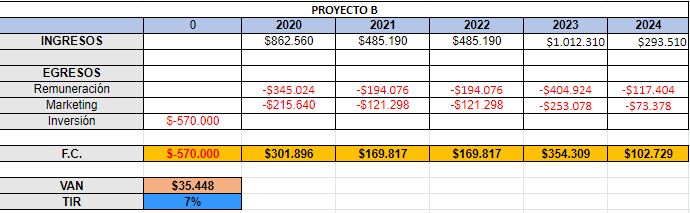 PROYECTO B
0 2020 2021 2022 2023 2024
INGRESOS $862.560 $485.190 $485.190 $1.012.310 $293.510
EGRESOS
Remuneración -$345.024 -$194.076 -$194.076 -$404.924 -$117.404
Marketing -$215.640 -$121.298 -$121.298 -$253.078 -$73.378
Inversión $-570.000
F.C. $-570.000 $301.896 $169.817 $169.817 $354.309 $102.729
VAN $35.448
TIR 7%